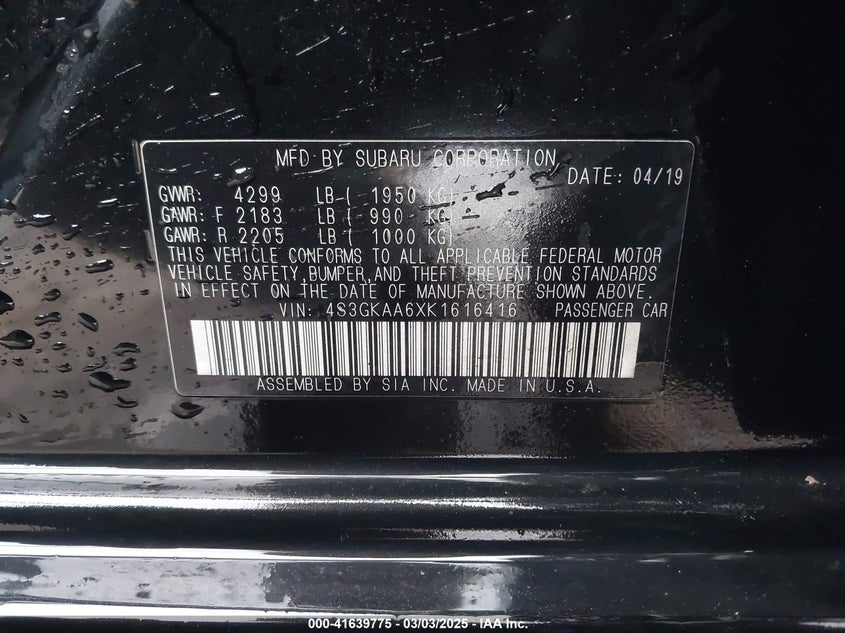 MFD BY SUBARU CORPORATION
DATE: 04/19
GVWR: 4299 LB ( 1950 KG)
GAWR: F 2183 LB ( 990 KG)
GAWR: R 2205 LB ( 1000 KG)
THIS VEHICLE CONFORMS TO ALL APPLICABLE FEDERAL MOTOR
VEHICLE SAFETY, BUMPER, AND THEFT PREVENTION STANDARDS
IN EFFECT ON THE DATE OF MANUFACTURE SHOWN ABOVE.
VIN: 4S3GKAA6XK1616416 PASSENGER CAR
ASSEMBLED BY SIA INC. MADE IN U.S.A.
000-41639775 - 03/03/2025 - IAA Inc.